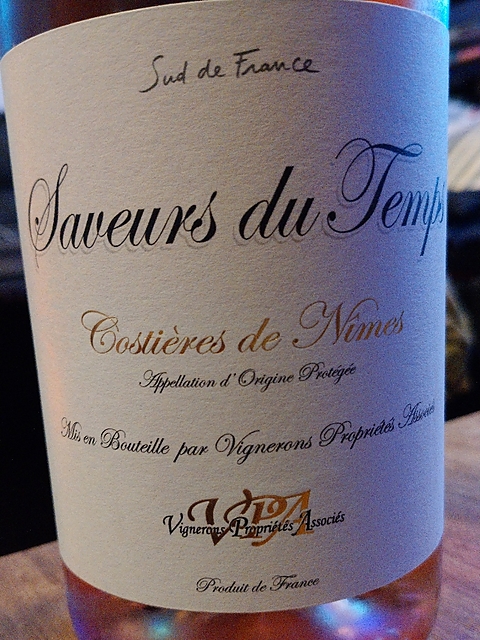 Sud de France
Saveurs du Temps
Costières de Nîmes
Appellation d'Origine Protégée
Mis en Bouteille par Vignerons Propriétés Associés
VPA
Vignerons Propriétés Associés
Produit de France